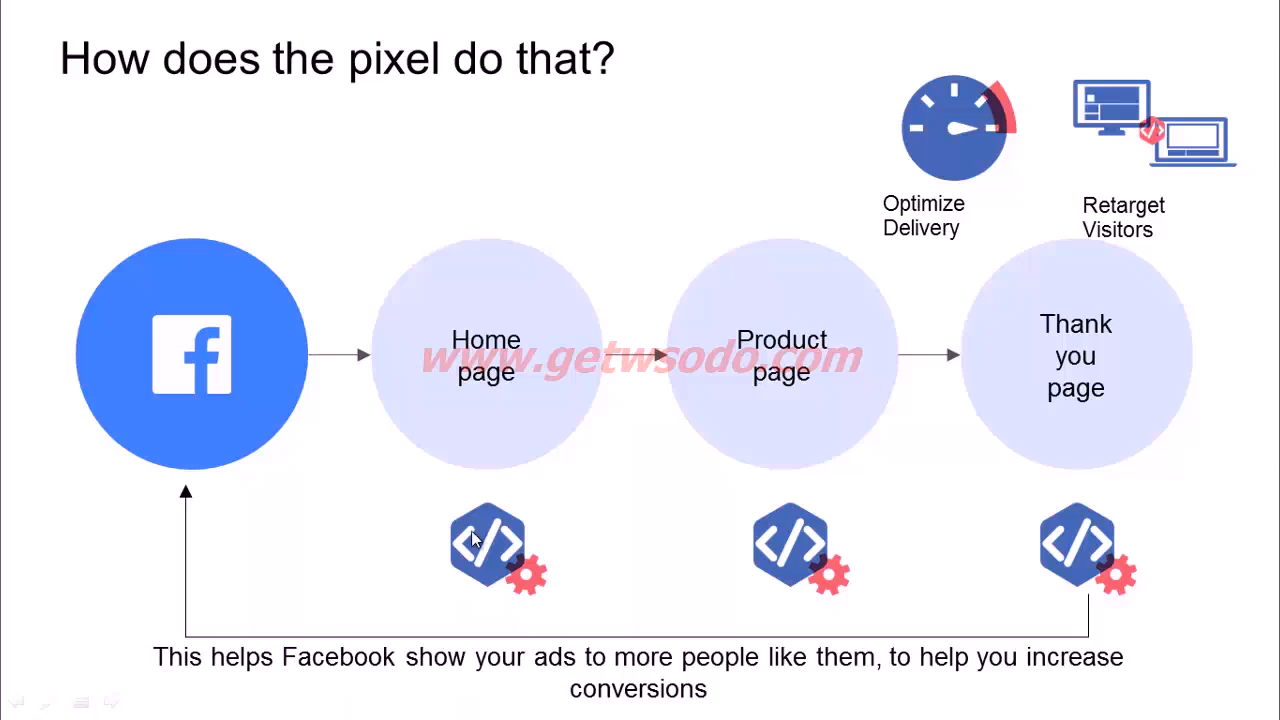 How does the pixel do that?
Optimize
Delivery
Retarget
Visitors
Home
page
Product
page
Thank
you
page
www.getwsodo.com
This helps Facebook show your ads to more people like them, to help you increase
conversions